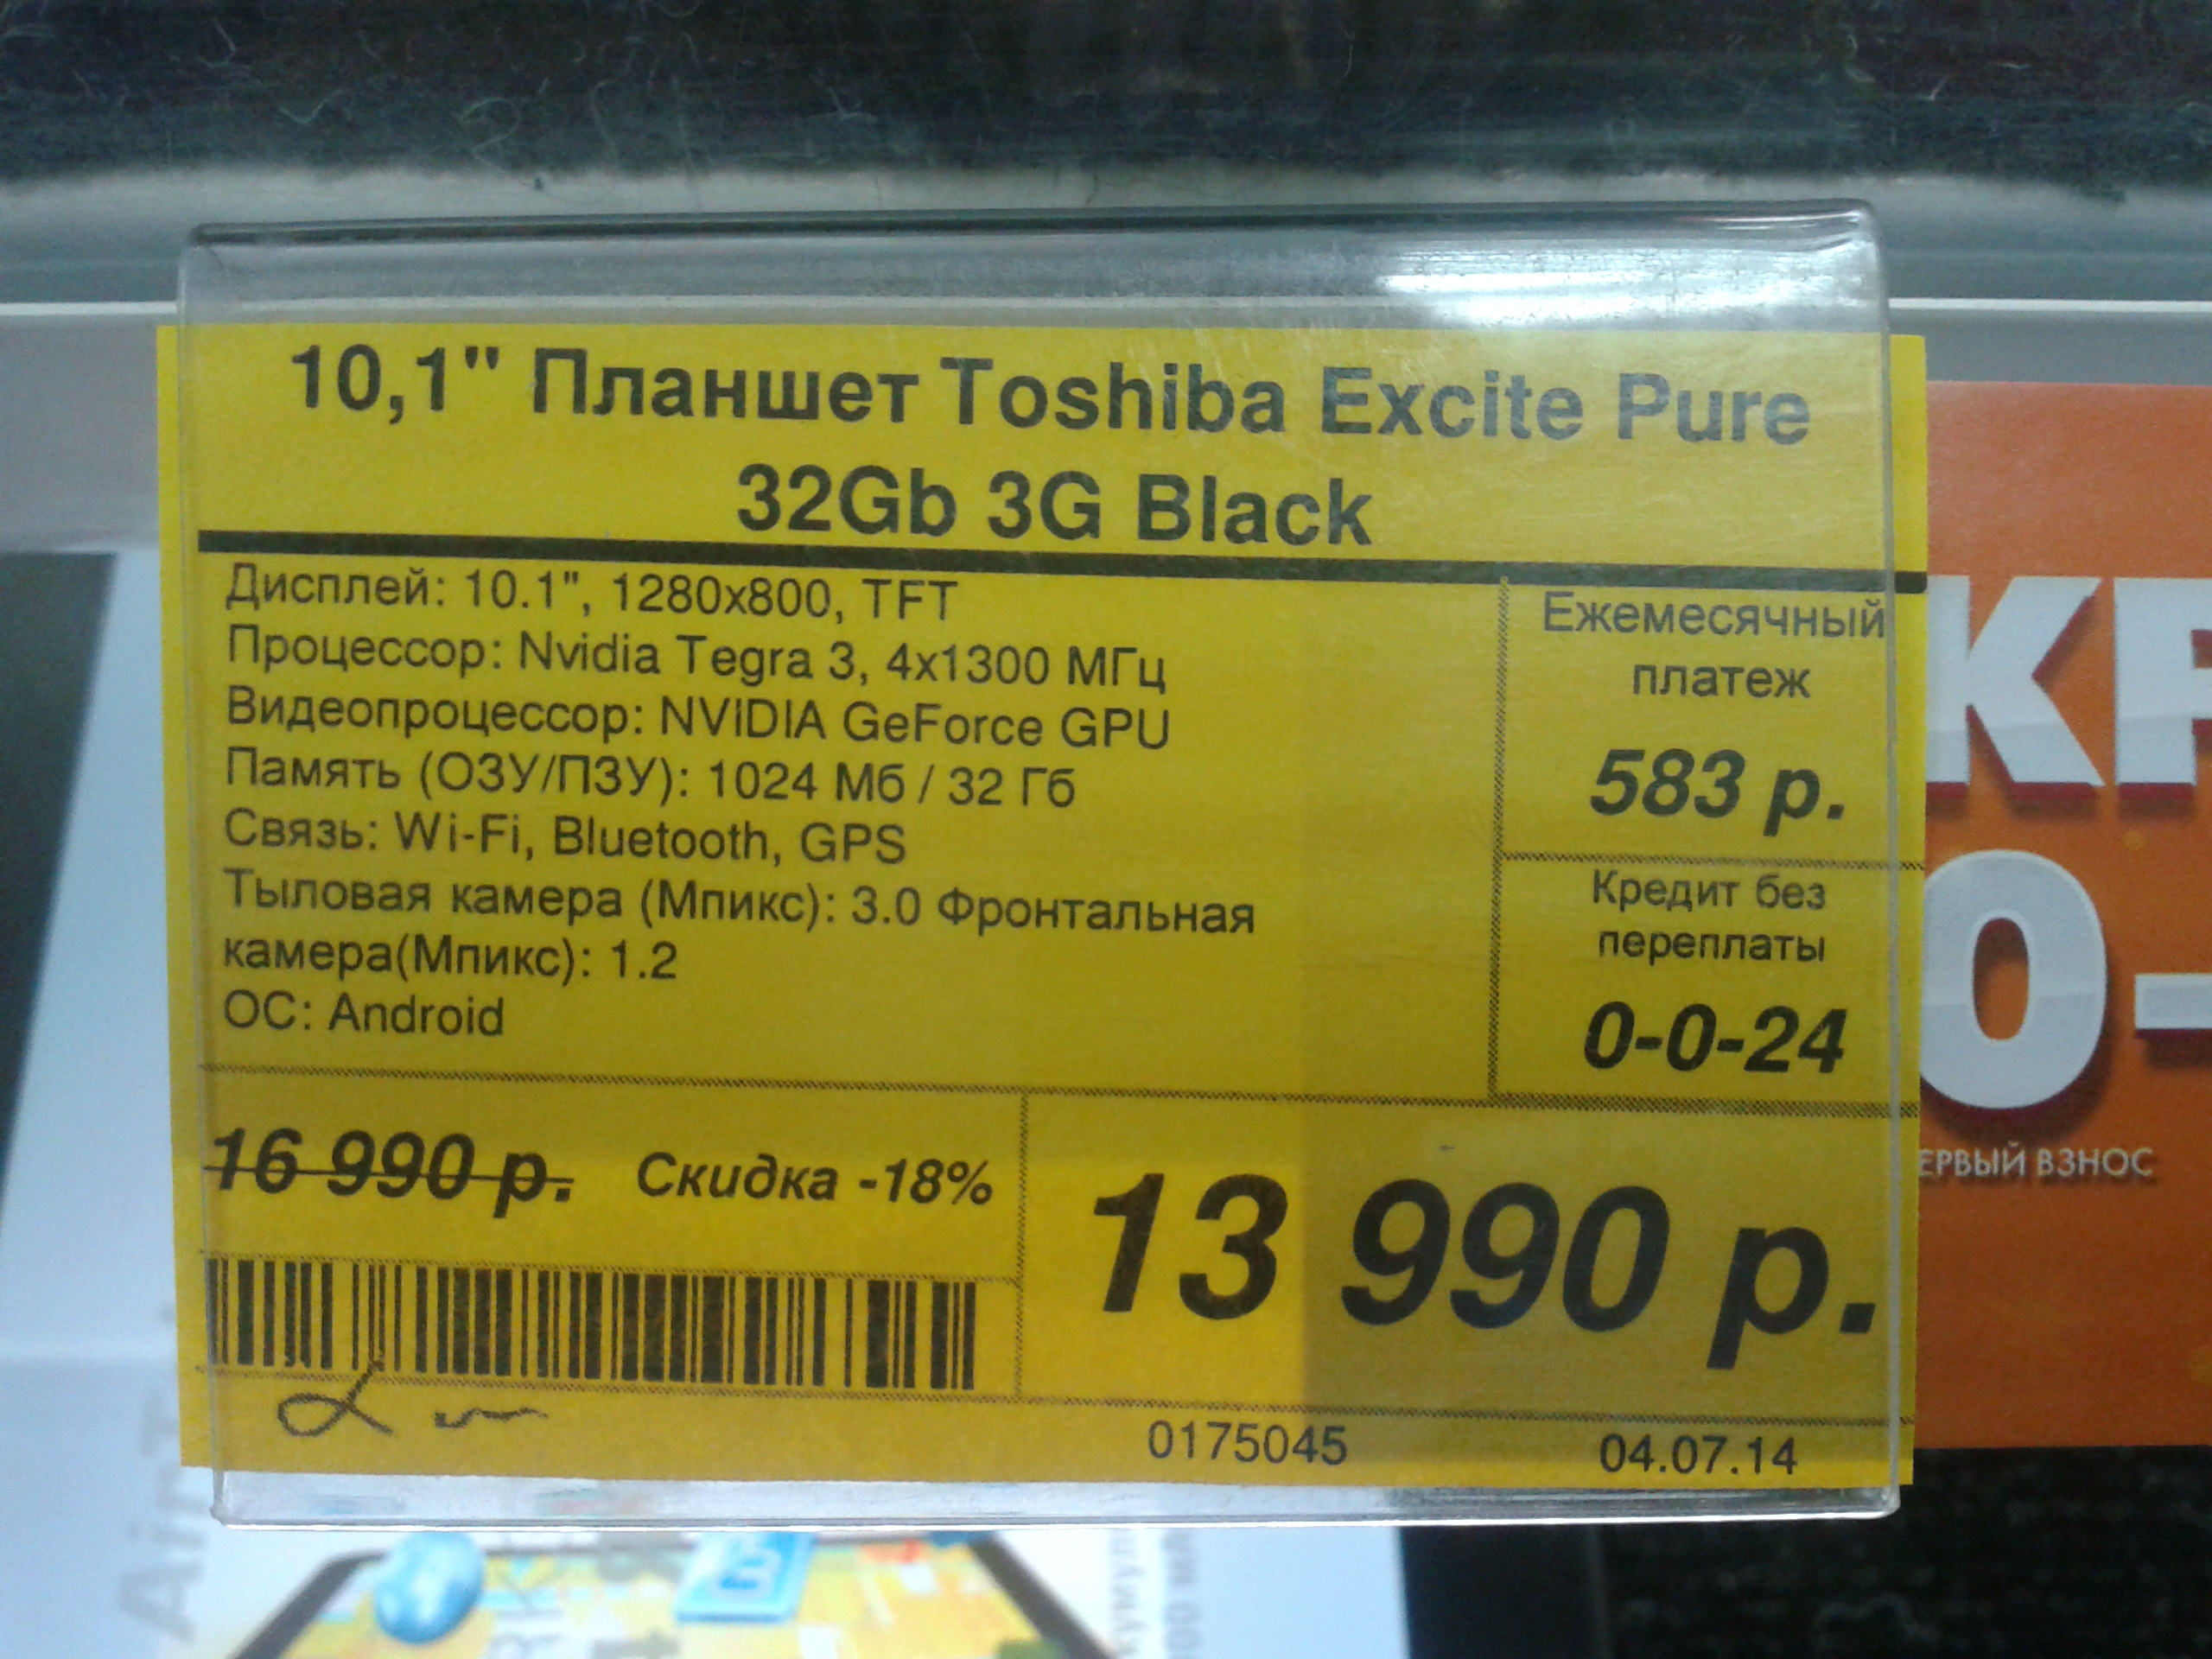 10,1" Планшет Toshiba Excite Pure
32Gb 3G Black
Дисплей: 10.1", 1280x800, TFT
Процессор: Nvidia Tegra 3, 4x1300 МГц
Видеопроцессор: NVIDIA GeForce GPU
Память (ОЗУ/ПЗУ): 1024 Мб / 32 Гб
Связь: Wi-Fi, Bluetooth, GPS
Тыловая камера (Мпикс): 3.0 Фронтальная
камера(Мпикс): 1.2
ОС: Android
Ежемесячный
платеж
583 р.
Кредит без
переплаты
0-0-24
16 990 р. Скидка -18%
13 990 р.
0175045 04.07.14
КР
0-
ЕРВЫЙ ВЗНОС